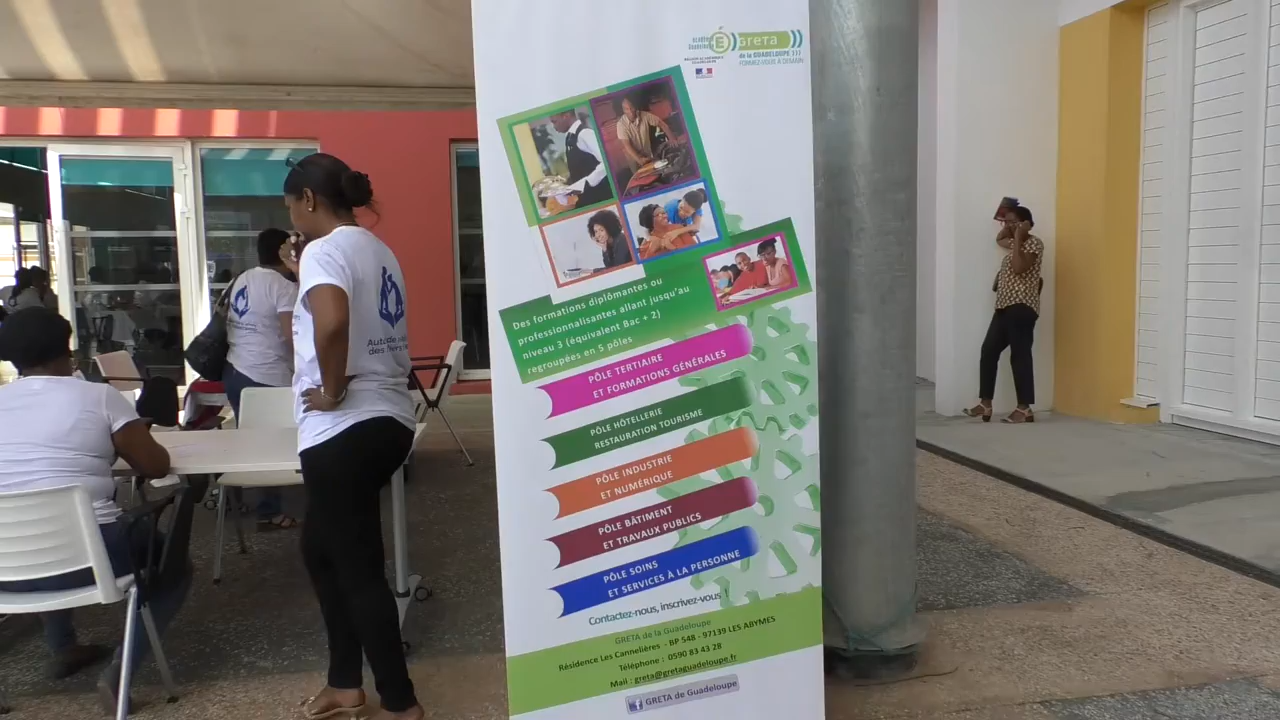 ACADÉMIE
É
GRETA
de la GUADELOUPE
FORMEZ-VOUS À DEMAIN
RÉGION ACADÉMIQUE
GUADELOUPE
Des formations diplômantes ou
professionnalisantes allant jusqu'au
niveau 3 (équivalent Bac + 2)
regroupées en 5 pôles
PÔLE TERTIAIRE
ET FORMATIONS GÉNÉRALES
PÔLE HÔTELLERIE
RESTAURATION TOURISME
PÔLE INDUSTRIE
ET NUMÉRIQUE
PÔLE BÂTIMENT
ET TRAVAUX PUBLICS
PÔLE SOINS
ET SERVICES À LA PERSONNE
Contactez-nous, inscrivez-vous !
GRETA de la Guadeloupe
Résidence Les Cannelières - BP 548 - 97139 LES ABYMES
Téléphone : 0590 83 43 28
Mail : greta@gretaguadeloupe.fr
f GRETA de Guadeloupe